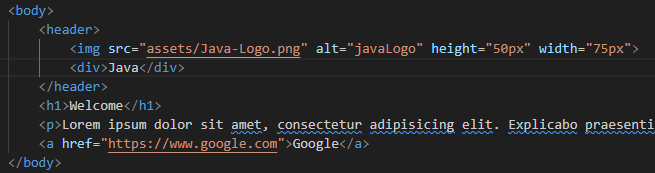 <body>
<header>
<img src="assets/Java-Logo.png" alt="javaLogo" height="50px" width="75px">
<div>Java</div>
</header>
<h1>Welcome</h1>
<p>Lorem ipsum dolor sit amet, consectetur adipisicing elit. Explicabo praesenti
<a href="https://www.google.com">Google</a>
</body>